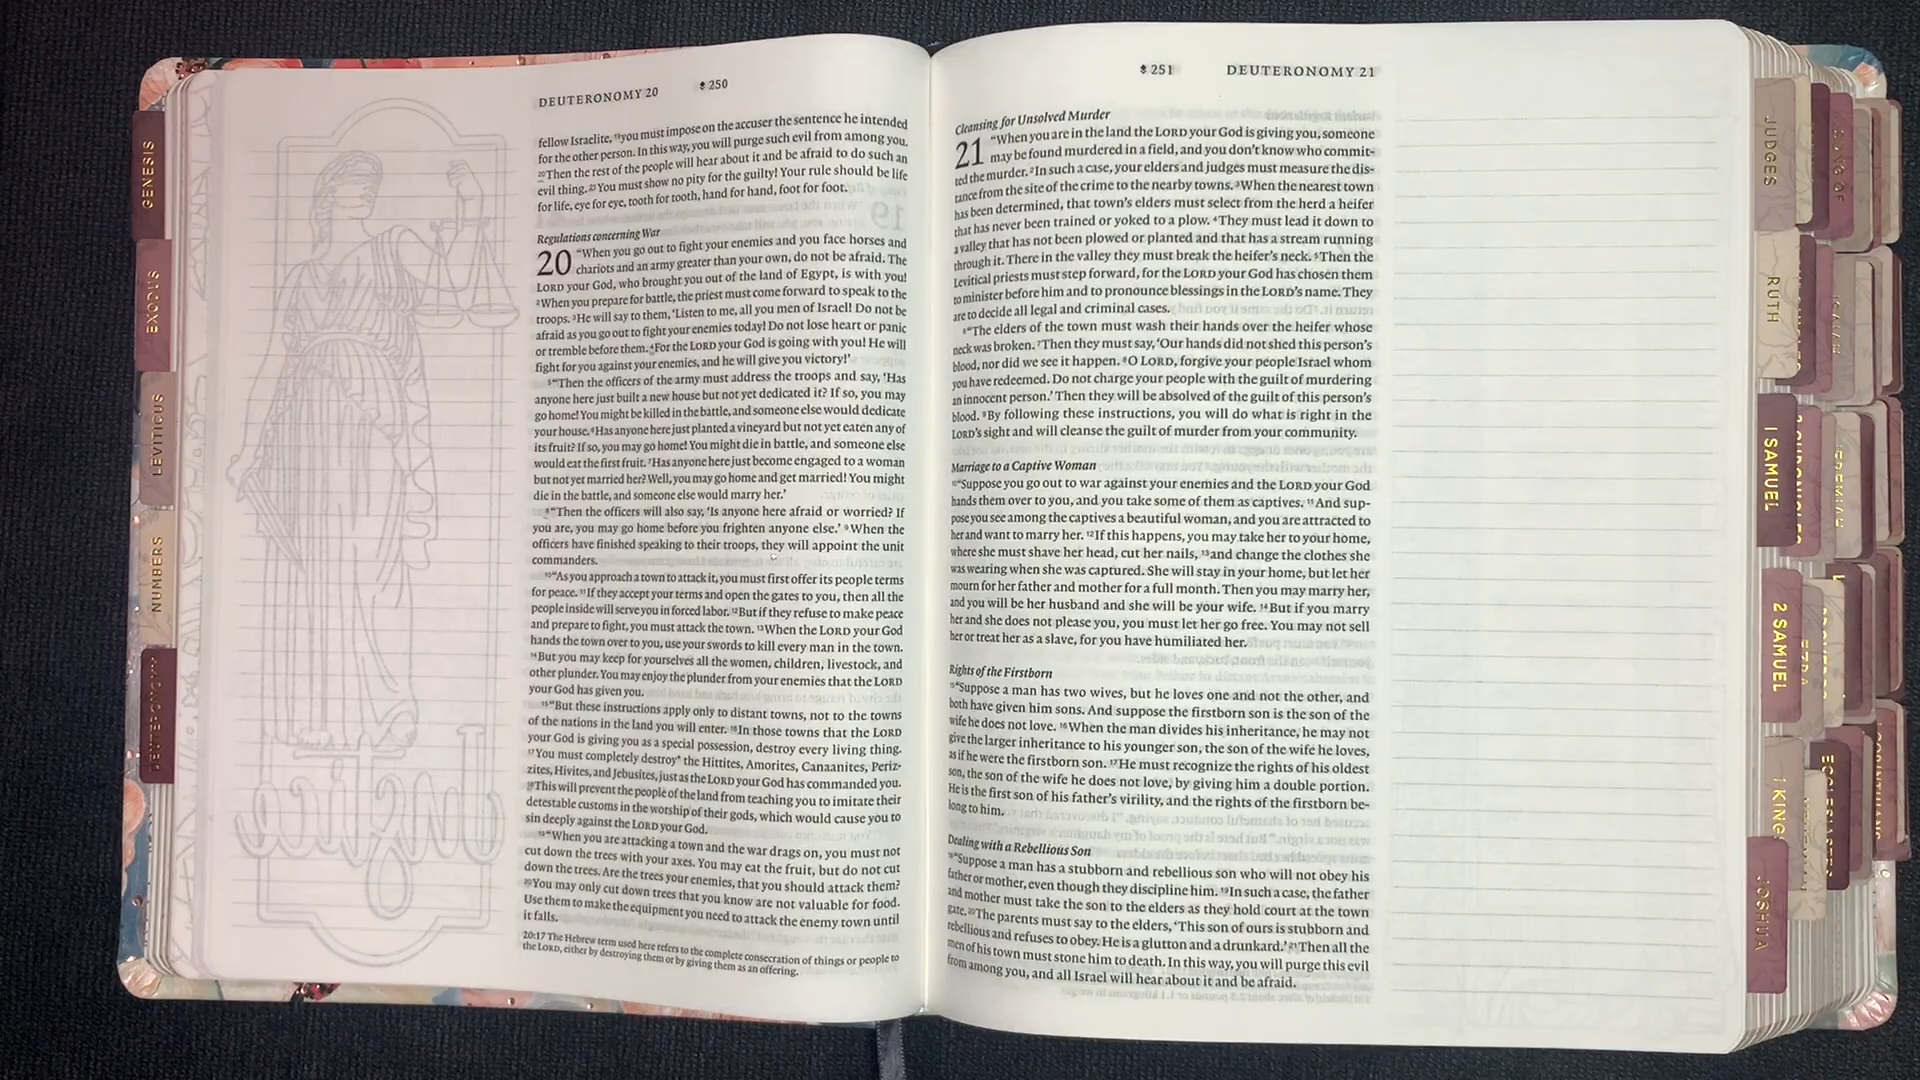 DEUTERONOMY 20 250
fellow Israelite, 19you must impose on the accuser the sentence he intended
for the other person. In this way, you will purge such evil from among you.
20Then the rest of the people will hear about it and be afraid to do such an
evil thing. 21You must show no pity for the guilty! Your rule should be life
for life, eye for eye, tooth for tooth, hand for hand, foot for foot.
Regulations concerning War
20 “When you go out to fight your enemies and you face horses and
chariots and an army greater than your own, do not be afraid. The
LORD your God, who brought you out of the land of Egypt, is with you!
2When you prepare for battle, the priest must come forward to speak to the
troops. 3He will say to them, ‘Listen to me, all you men of Israel! Do not be
afraid as you go out to fight your enemies today! Do not lose heart or panic
or tremble before them. 4For the LORD your God is going with you! He will
fight for you against your enemies, and he will give you victory!’
5“Then the officers of the army must address the troops and say, ‘Has
anyone here just built a new house but not yet dedicated it? If so, you may
go home! You might be killed in the battle, and someone else would dedicate
your house. 6Has anyone here just planted a vineyard but not yet eaten any of
its fruit? If so, you may go home! You might die in battle, and someone else
would eat the first fruit. 7Has anyone here just become engaged to a woman
but not yet married her? Well, you may go home and get married! You might
die in the battle, and someone else would marry her.’
8“Then the officers will also say, ‘Is anyone here afraid or worried? If
you are, you may go home before you frighten anyone else.’ 9When the
officers have finished speaking to their troops, they will appoint the unit
commanders.
10“As you approach a town to attack it, you must first offer its people terms
for peace. 11If they accept your terms and open the gates to you, then all the
people inside will serve you in forced labor. 12But if they refuse to make peace
and prepare to fight, you must attack the town. 13When the LORD your God
hands the town over to you, use your swords to kill every man in the town.
14But you may keep for yourselves all the women, children, livestock, and
other plunder. You may enjoy the plunder from your enemies that the LORD
your God has given you.
15“But these instructions apply only to distant towns, not to the towns
of the nations in the land you will enter. 16In those towns that the LORD
your God is giving you as a special possession, destroy every living thing.
17You must completely destroy* the Hittites, Amorites, Canaanites, Periz-
zites, Hivites, and Jebusites, just as the LORD your God has commanded you.
18This will prevent the people of the land from teaching you to imitate their
detestable customs in the worship of their gods, which would cause you to
sin deeply against the LORD your God.
19“When you are attacking a town and the war drags on, you must not
cut down the trees with your axes. You may eat the fruit, but do not cut
down the trees. Are the trees your enemies, that you should attack them?
20You may only cut down trees that you know are not valuable for food.
Use them to make the equipment you need to attack the enemy town until
it falls.
20:17 The Hebrew term used here refers to the complete consecration of things or people to
the LORD, either by destroying them or by giving them as an offering.
251 DEUTERONOMY 21
Cleansing for Unsolved Murder
21 “When you are in the land the LORD your God is giving you, someone
may be found murdered in a field, and you don’t know who commit-
ted the murder. 2In such a case, your elders and judges must measure the dis-
tance from the site of the crime to the nearby towns. 3When the nearest town
has been determined, that town’s elders must select from the herd a heifer
that has never been trained or yoked to a plow. 4They must lead it down to
a valley that has not been plowed or planted and that has a stream running
through it. There in the valley they must break the heifer’s neck. 5Then the
Levitical priests must step forward, for the LORD your God has chosen them
to minister before him and to pronounce blessings in the LORD’s name. They
are to decide all legal and criminal cases.
6“The elders of the town must wash their hands over the heifer whose
neck was broken. 7Then they must say, ‘Our hands did not shed this person’s
blood, nor did we see it happen. 8O LORD, forgive your people Israel whom
you have redeemed. Do not charge your people with the guilt of murdering
an innocent person.’ Then they will be absolved of the guilt of this person’s
blood. 9By following these instructions, you will do what is right in the
LORD’s sight and will cleanse the guilt of murder from your community.
Marriage to a Captive Woman
10“Suppose you go out to war against your enemies and the LORD your God
hands them over to you, and you take some of them as captives. 11And sup-
pose you see among the captives a beautiful woman, and you are attracted to
her and want to marry her. 12If this happens, you may take her to your home,
where she must shave her head, cut her nails, 13and change the clothes she
was wearing when she was captured. She will stay in your home, but let her
mourn for her father and mother for a full month. Then you may marry her,
and you will be her husband and she will be your wife. 14But if you marry
her and she does not please you, you must let her go free. You may not sell
her or treat her as a slave, for you have humiliated her.
Rights of the Firstborn
15“Suppose a man has two wives, but he loves one and not the other, and
both have given him sons. And suppose the firstborn son is the son of the
wife he does not love. 16When the man divides his inheritance, he may not
give the larger inheritance to his younger son, the son of the wife he loves,
as if he were the firstborn son. 17He must recognize the rights of his oldest
son, the son of the wife he does not love, by giving him a double portion.
He is the first son of his father’s virility, and the rights of the firstborn be-
long to him.
Dealing with a Rebellious Son
18“Suppose a man has a stubborn and rebellious son who will not obey his
father or mother, even though they discipline him. 19In such a case, the father
and mother must take the son to the elders as they hold court at the town
gate. 20The parents must say to the elders, ‘This son of ours is stubborn and
rebellious and refuses to obey. He is a glutton and a drunkard.’ 21Then all the
men of his town must stone him to death. In this way, you will purge this evil
from among you, and all Israel will hear about it and be afraid.
GENESIS
EXODUS
LEVITICUS
NUMBERS
DEUTERONOMY
JUDGES
RUTH
1 SAMUEL
2 SAMUEL
1 KING
JOSHUA